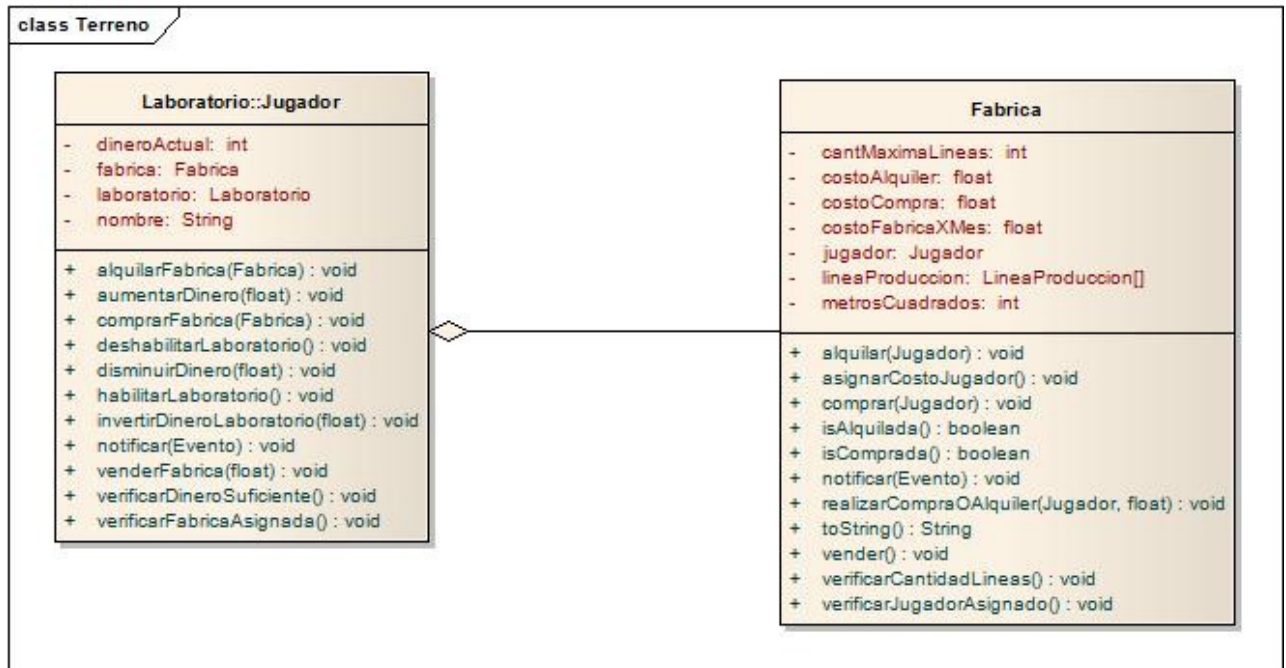 class Terreno
Laboratorio::Jugador
- dineroActual: int
- fabrica: Fabrica
- laboratorio: Laboratorio
- nombre: String
+ alquilarFabrica(Fabrica) : void
+ aumentarDinero(float) : void
+ comprarFabrica(Fabrica) : void
+ deshabilitarLaboratorio() : void
+ disminuirDinero(float) : void
+ habilitarLaboratorio() : void
+ invertirDineroLaboratorio(float) : void
+ notificar(Evento) : void
+ venderFabrica(float) : void
+ verificarDineroSuficiente() : void
+ verificarFabricaAsignada() : void
Fabrica
- cantMaximaLineas: int
- costoAlquiler: float
- costoCompra: float
- costoFabricaXMes: float
- jugador: Jugador
- lineaProduccion: LineaProduccion[]
- metrosCuadrados: int
+ alquilar(Jugador) : void
+ asignarCostoJugador() : void
+ comprar(Jugador) : void
+ isAlquilada() : boolean
+ isComprada() : boolean
+ notificar(Evento) : void
+ realizarCompraOAlquiler(Jugador, float) : void
+ toString() : String
+ vender() : void
+ verificarCantidadLineas() : void
+ verificarJugadorAsignado() : void